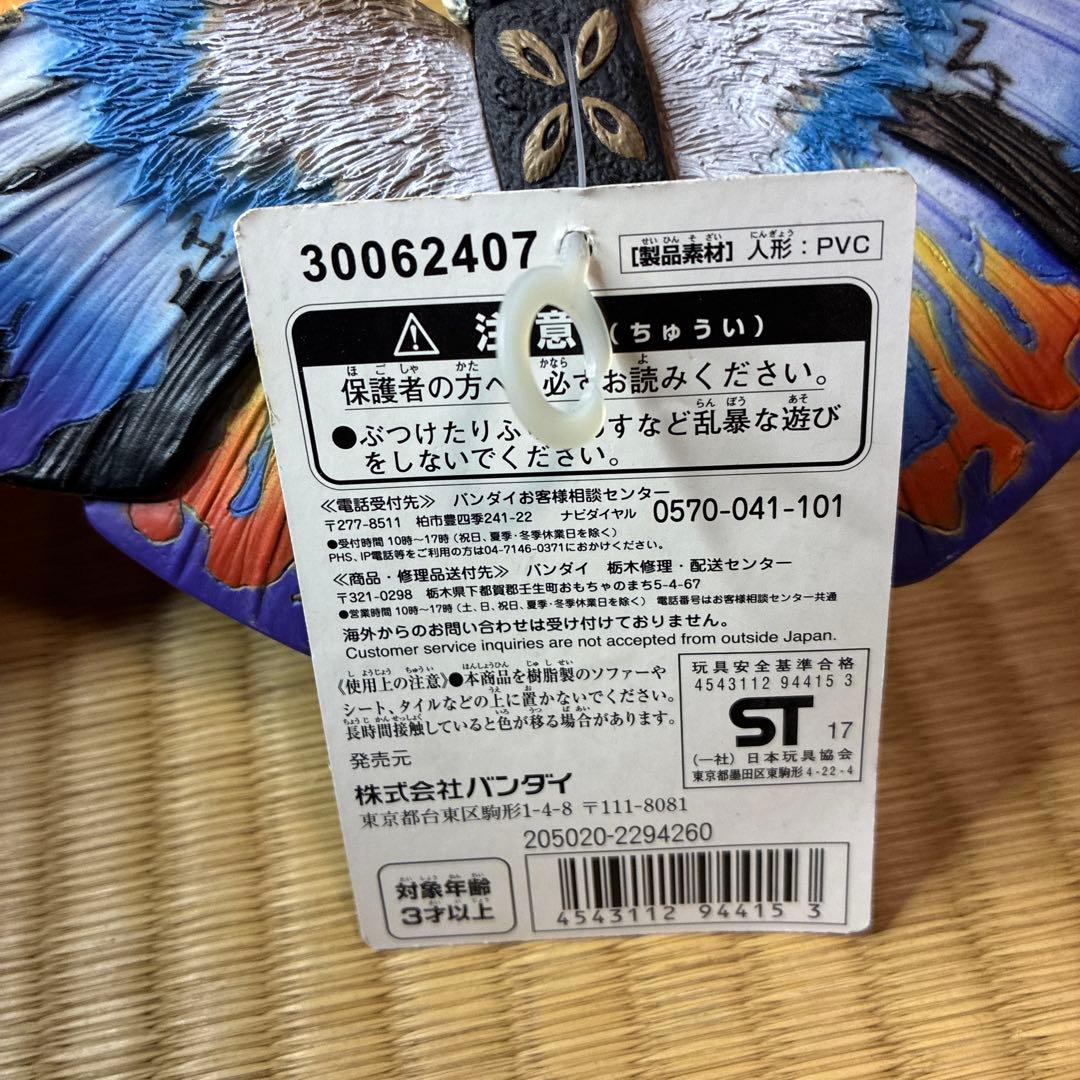 30062407
[製品素材] 人形:PVC
注意(ちゅうい)
保護者の方へ 必ずお読みください。
●ぶつけたりふ すなど乱暴な遊び
をしないでください。
≪電話受付先≫ バンダイお客様相談センター
〒277-8511 柏市豊四季241-22 ナビダイヤル 0570-041-101
●受付時間 10時~17時(祝日、夏季・冬季休業日を除く)
PHS、IP電話等をご利用の方は04-7146-0371におかけください。
≪商品・修理品送付先≫ バンダイ 栃木修理・配送センター
〒321-0298 栃木県下都賀郡壬生町おもちゃのまち5-4-67
●営業時間 10時~17時(土、日、祝日、夏季・冬季休業日を除く) 電話番号はお客様相談センター共通
海外からのお問い合わせは受け付けておりません。
Customer service inquiries are not accepted from outside Japan.
《使用上の注意》●本商品を樹脂製のソファーや
シート、タイルなどの上に置かないでください。
長時間接触していると色が移る場合があります。
玩具安全基準合格
4543112 94415 3
ST 17
(一社) 日本玩具協会
東京都墨田区東駒形4-22-4
発売元
株式会社バンダイ
東京都台東区駒形1-4-8 〒111-8081
205020-2294260
対象年齢
3才以上
4543112 94415 3